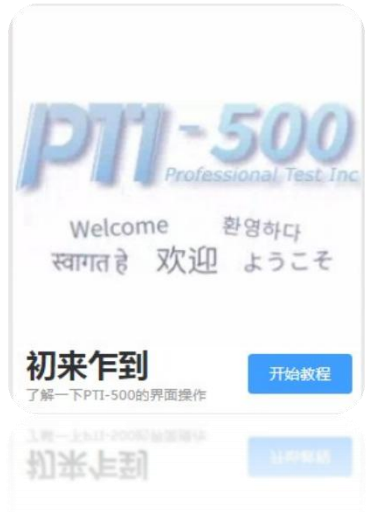 PTI-500
Professional Test Inc
Welcome 환영하다
स्वागत हे 欢迎 ようこそ
初来乍到
了解一下PTI-500的界面操作
开始教程